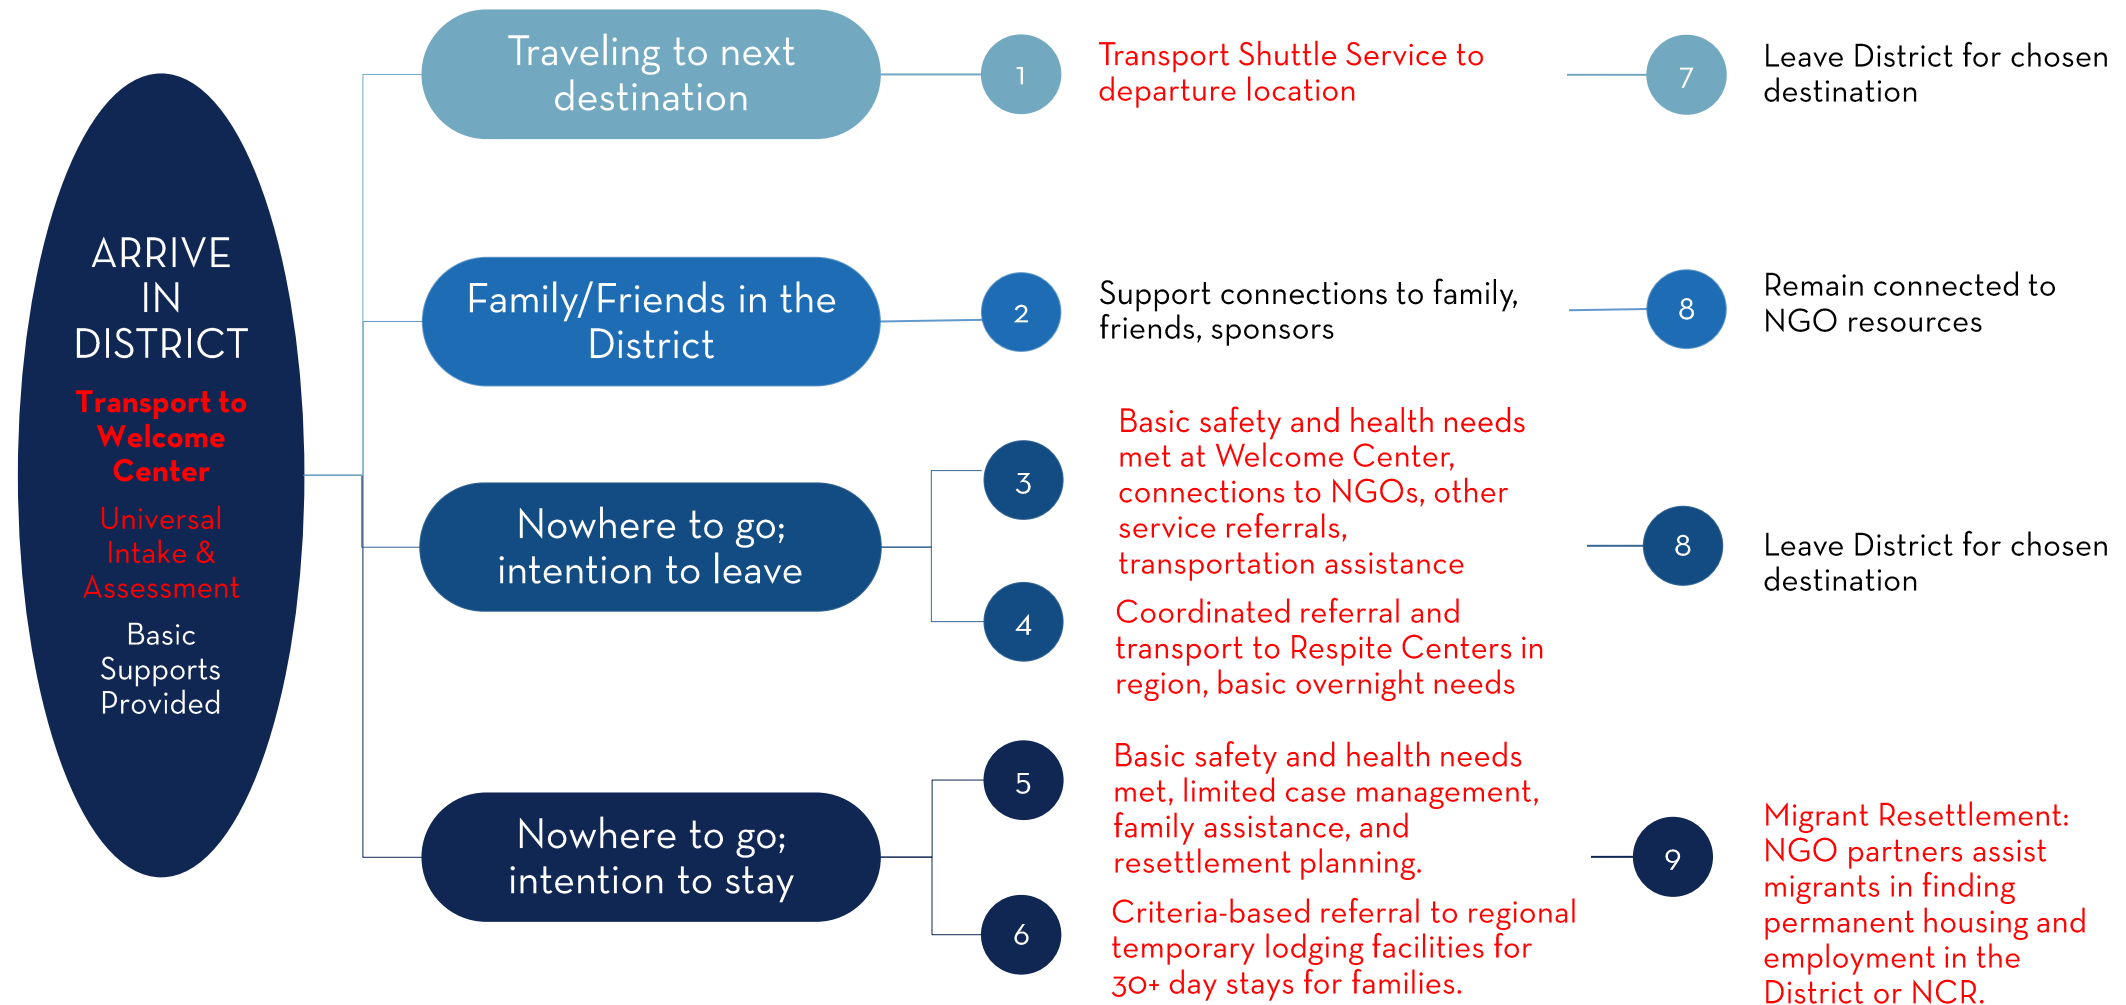 ARRIVE
IN
DISTRICT
Transport to
Welcome
Center
Universal
Intake &
Assessment
Basic
Supports
Provided
Traveling to next
destination
1
Transport Shuttle Service to
departure location
7
Leave District for chosen
destination
Family/Friends in the
District
2
Support connections to family,
friends, sponsors
8
Remain connected to
NGO resources
Nowhere to go;
intention to leave
3
Basic safety and health needs
met at Welcome Center,
connections to NGOs, other
service referrals,
transportation assistance
4
Coordinated referral and
transport to Respite Centers in
region, basic overnight needs
8
Leave District for chosen
destination
Nowhere to go;
intention to stay
5
Basic safety and health needs
met, limited case management,
family assistance, and
resettlement planning.
6
Criteria-based referral to regional
temporary lodging facilities for
30+ day stays for families.
9
Migrant Resettlement:
NGO partners assist
migrants in finding
permanent housing and
employment in the
District or NCR.